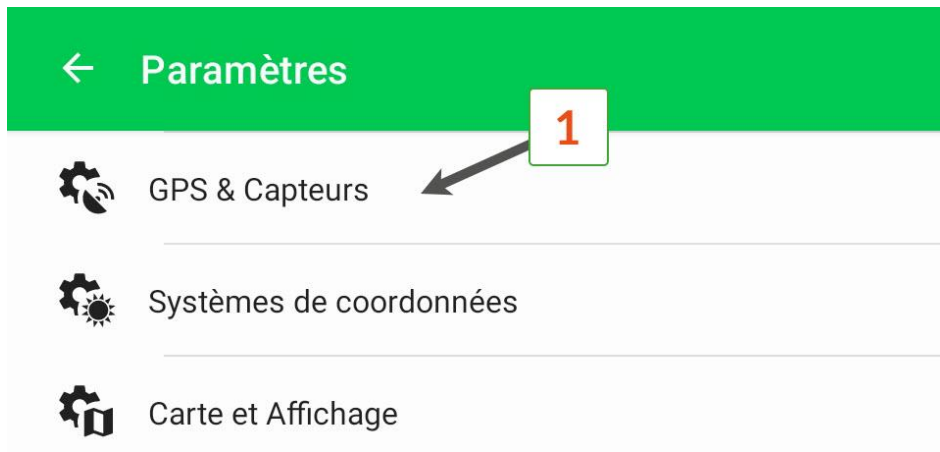 Paramètres
1
GPS & Capteurs
Systèmes de coordonnées
Carte et Affichage